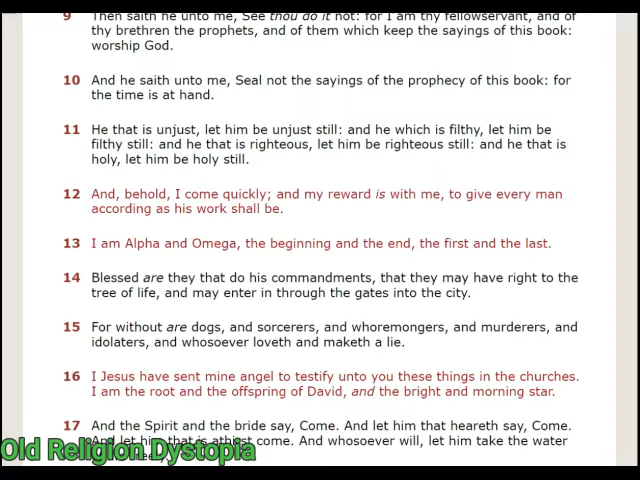 9 Then saith he unto me, See thou do it not: for I am thy fellowservant, and of
thy brethren the prophets, and of them which keep the sayings of this book:
worship God.
10 And he saith unto me, Seal not the sayings of the prophecy of this book: for
the time is at hand.
11 He that is unjust, let him be unjust still: and he which is filthy, let him be
filthy still: and he that is righteous, let him be righteous still: and he that is
holy, let him be holy still.
12 And, behold, I come quickly; and my reward is with me, to give every man
according as his work shall be.
13 I am Alpha and Omega, the beginning and the end, the first and the last.
14 Blessed are they that do his commandments, that they may have right to the
tree of life, and may enter in through the gates into the city.
15 For without are dogs, and sorcerers, and whoremongers, and murderers, and
idolaters, and whosoever loveth and maketh a lie.
16 I Jesus have sent mine angel to testify unto you these things in the churches.
I am the root and the offspring of David, and the bright and morning star.
17 And the Spirit and the bride say, Come. And let him that heareth say, Come.
And let him that is athirst come. And whosoever will, let him take the water
Old Religion Dystopia